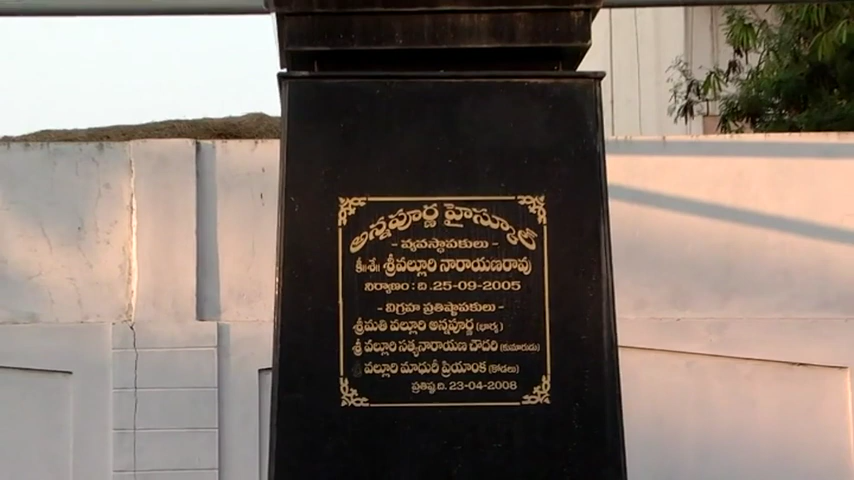 అన్నపూర్ణ హైస్కూల్
- వ్యవస్థాపకులు -
కీ॥శే॥ శ్రీవల్లూరి నారాయణరావు
నిర్యాణం : ది. 25-09-2005
- విగ్రహ ప్రతిష్టాపకులు -
శ్రీమతి వల్లూరి అన్నపూర్ణ (భార్య)
శ్రీ వల్లూరి సత్యనారాయణ చౌదరి (కుమారుడు)
వల్లూరి మాధురీ ప్రియాంక (కోడలు)
ప్రతిష్ఠ ది. 23-04-2008